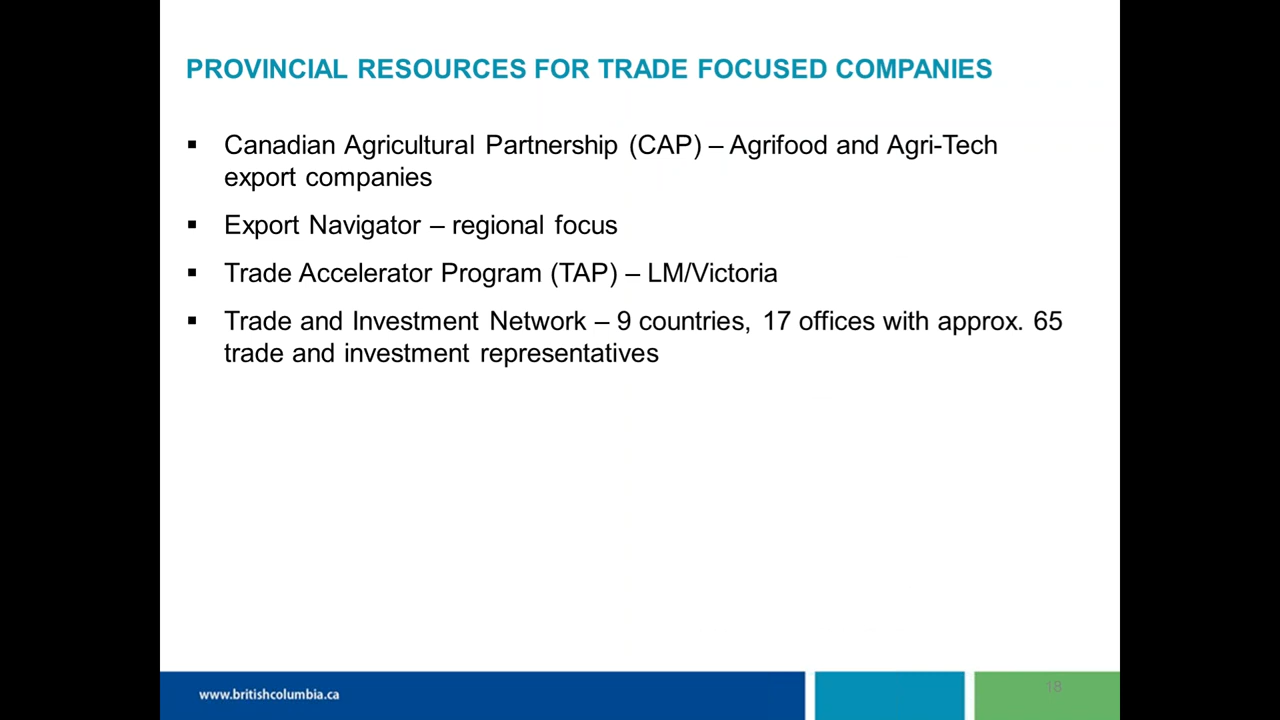 PROVINCIAL RESOURCES FOR TRADE FOCUSED COMPANIES
▪ Canadian Agricultural Partnership (CAP) – Agrifood and Agri-Tech
export companies
▪ Export Navigator – regional focus
▪ Trade Accelerator Program (TAP) – LM/Victoria
▪ Trade and Investment Network – 9 countries, 17 offices with approx. 65
trade and investment representatives
www.britishcolumbia.ca
18